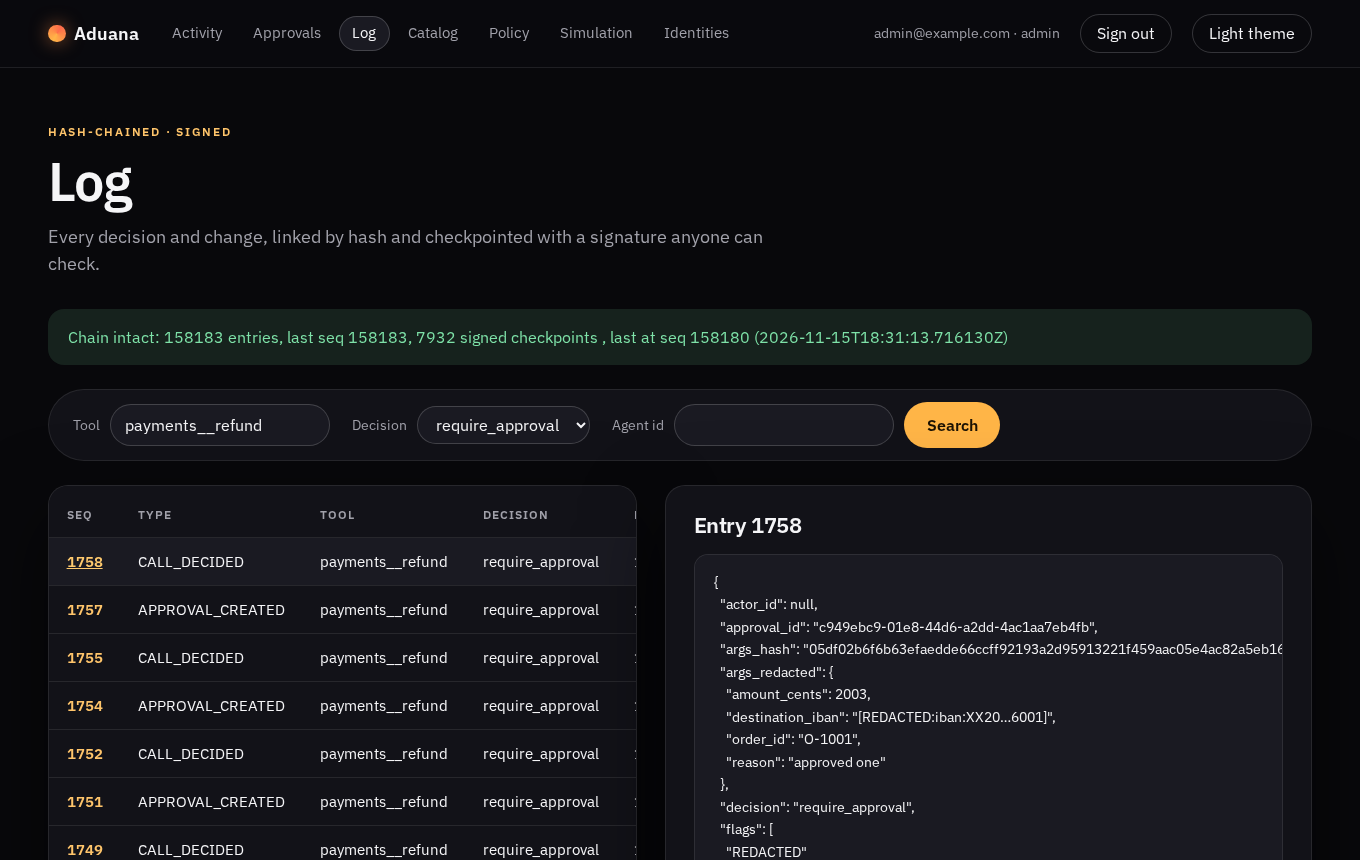 Aduana Activity Approvals Log Catalog Policy Simulation Identities admin@example.com · admin Sign out Light theme
HASH-CHAINED · SIGNED
Log
Every decision and change, linked by hash and checkpointed with a signature anyone can
check.
Chain intact: 158183 entries, last seq 158183, 7932 signed checkpoints , last at seq 158180 (2026-11-15T18:31:13.716130Z)
Tool payments__refund Decision require_approval Agent id Search
SEQ TYPE TOOL DECISION
1758 CALL_DECIDED payments__refund require_approval
1757 APPROVAL_CREATED payments__refund require_approval
1755 CALL_DECIDED payments__refund require_approval
1754 APPROVAL_CREATED payments__refund require_approval
1752 CALL_DECIDED payments__refund require_approval
1751 APPROVAL_CREATED payments__refund require_approval
1749 CALL_DECIDED payments__refund require_approval
Entry 1758
{
"actor_id": null,
"approval_id": "c949ebc9-01e8-44d6-a2dd-4ac1aa7eb4fb",
"args_hash": "05df02b6f6b63efaedde66ccff92193a2d95913221f459aac05e4ac82a5eb16
"args_redacted": {
"amount_cents": 2003,
"destination_iban": "[REDACTED:iban:XX20…6001]",
"order_id": "O-1001",
"reason": "approved one"
},
"decision": "require_approval",
"flags": [
"REDACTED"